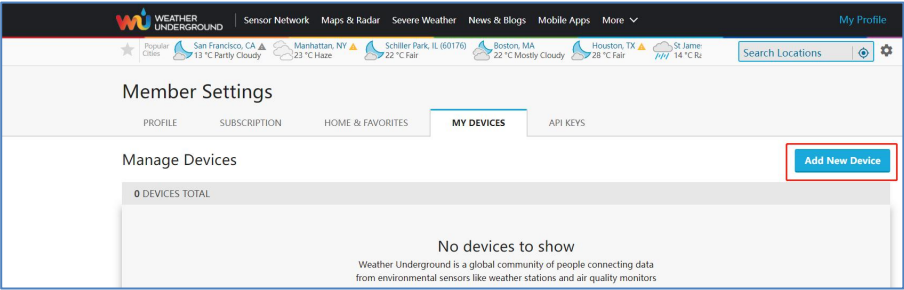 WEATHER
UNDERGROUND
Sensor Network Maps & Radar Severe Weather News & Blogs Mobile Apps More
My Profile
Popular
Cities
San Francisco, CA
13 °C Partly Cloudy
Manhattan, NY
23 °C Haze
Schiller Park, IL (60176)
22 °C Fair
Boston, MA
22 °C Mostly Cloudy
Houston, TX
28 °C Fair
St Jame
14 °C Ra
Search Locations
Member Settings
PROFILE SUBSCRIPTION HOME & FAVORITES MY DEVICES API KEYS
Manage Devices
Add New Device
0 DEVICES TOTAL
No devices to show
Weather Underground is a global community of people connecting data
from environmental sensors like weather stations and air quality monitors